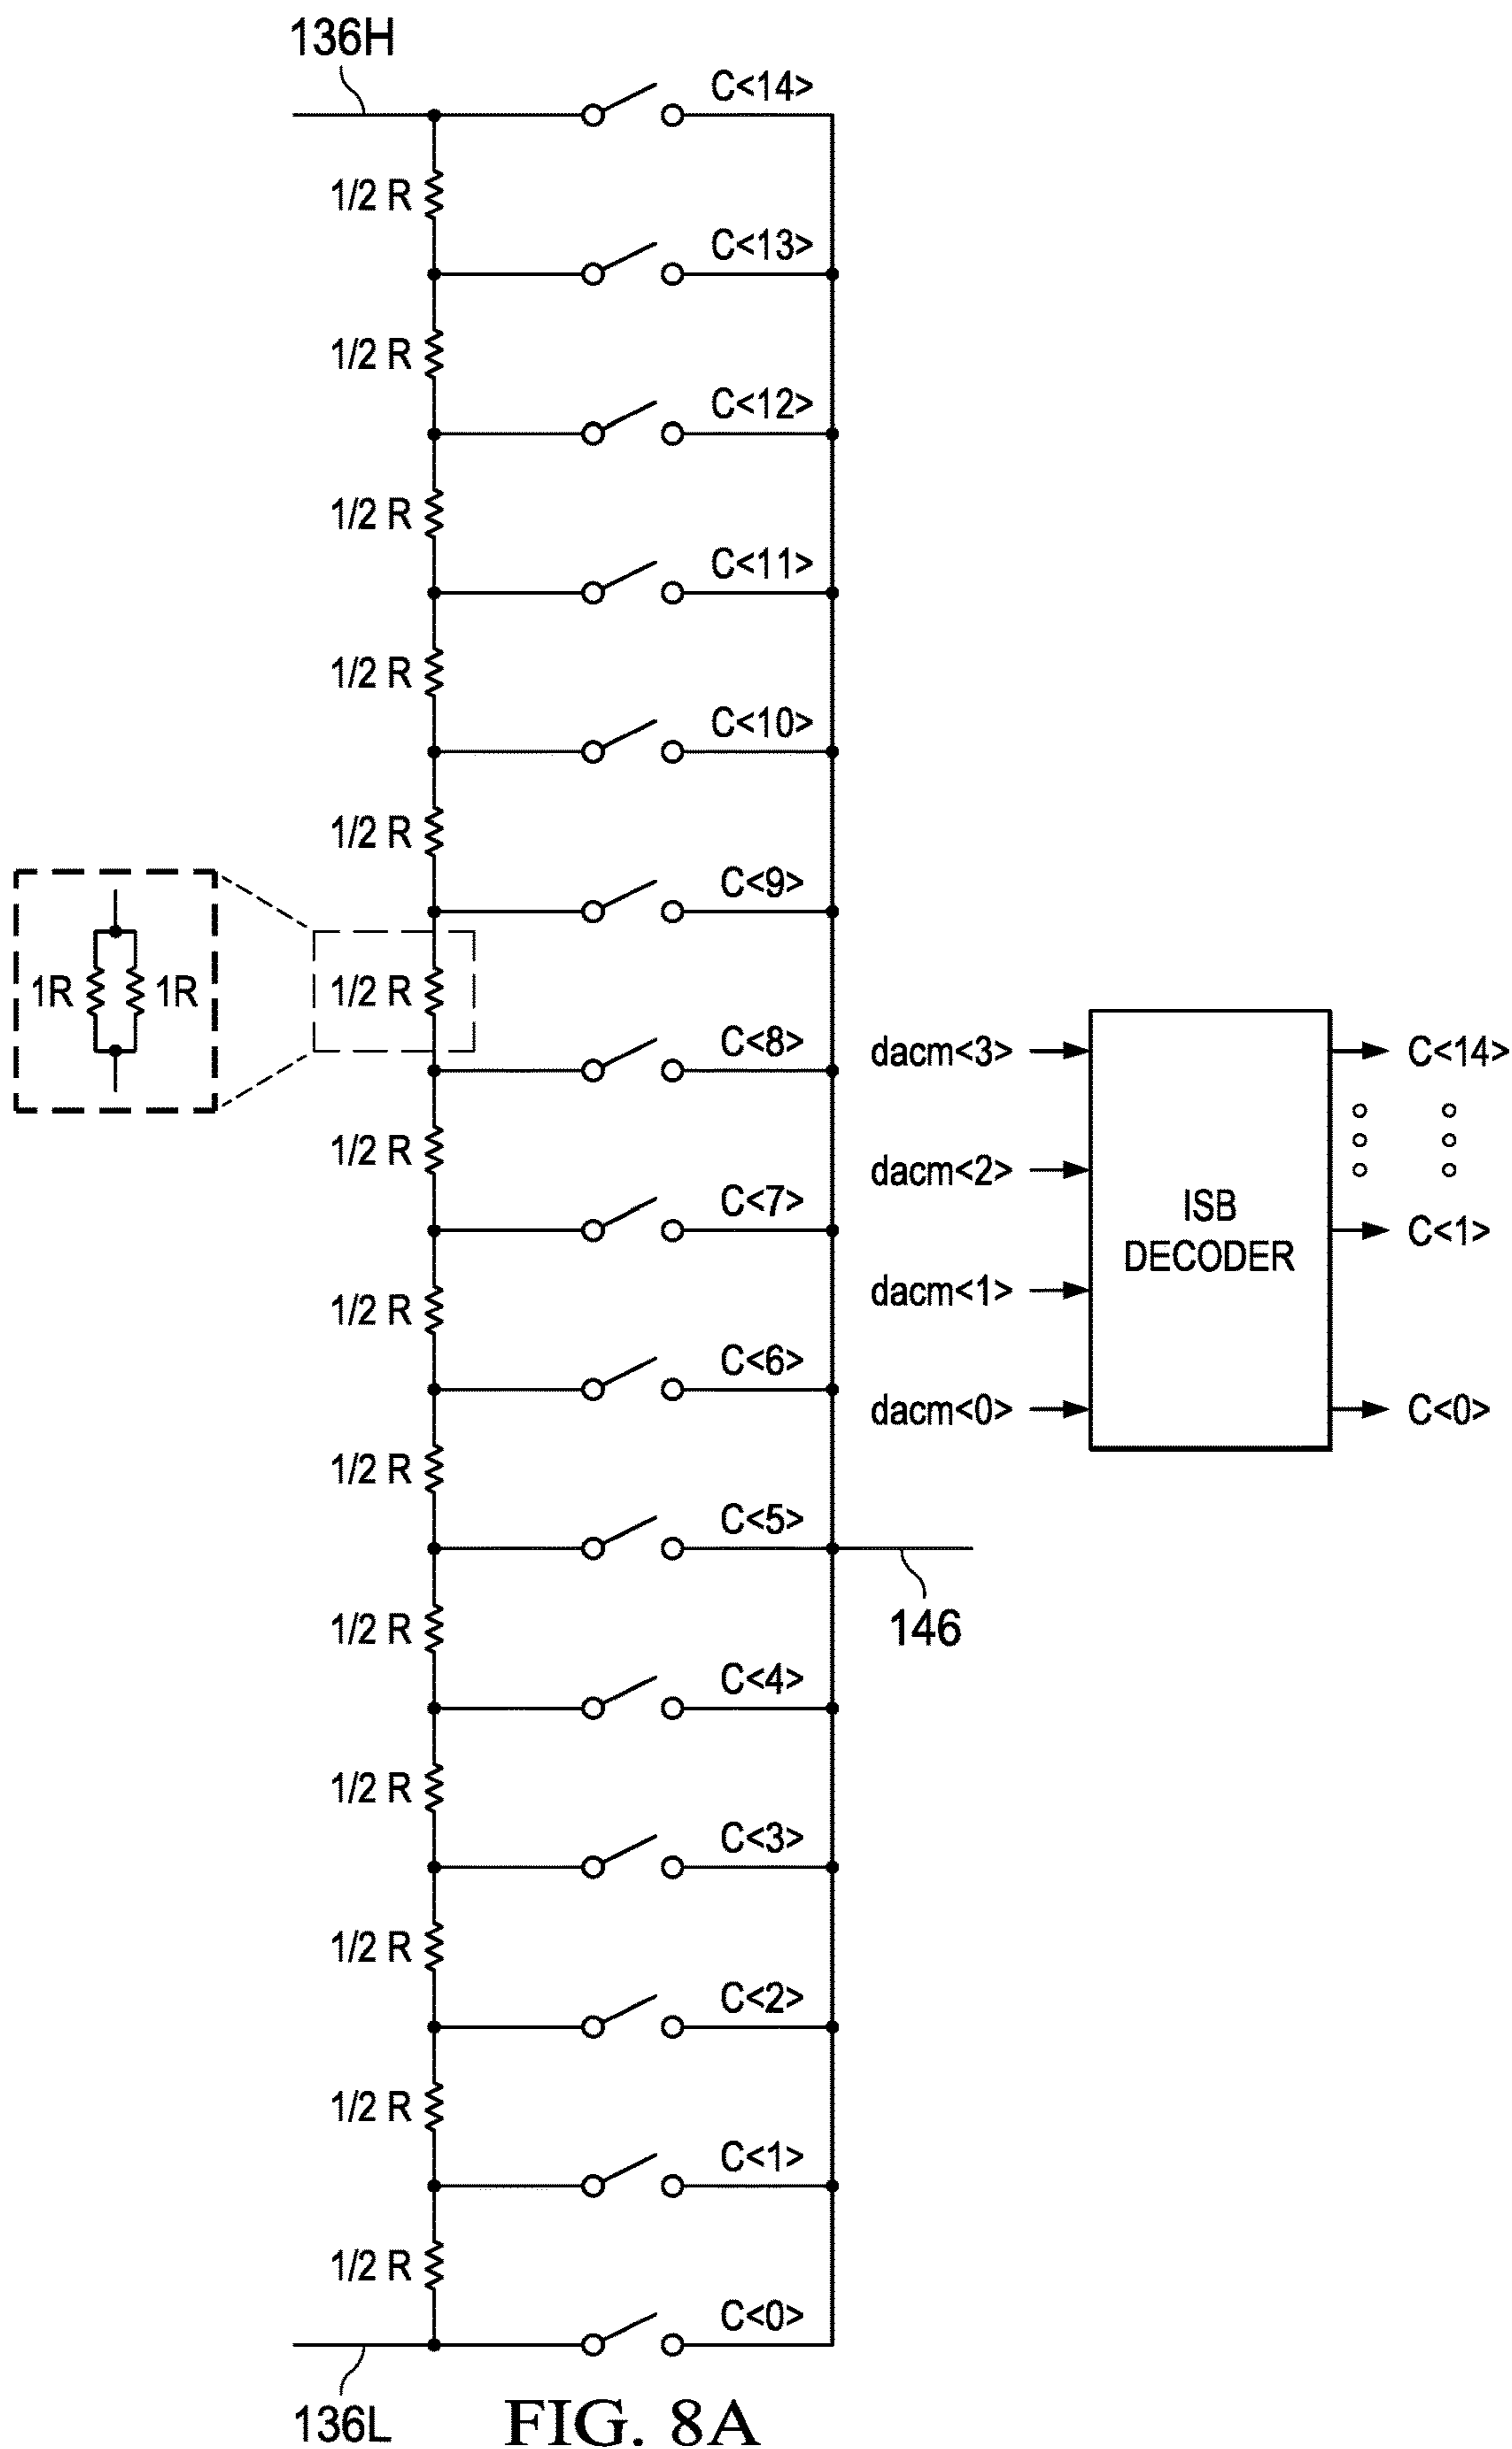 136H
C<14>
1/2 R
C<13>
1/2 R
C<12>
1/2 R
C<11>
1/2 R
C<10>
1/2 R
C<9>
1R 1R
1/2 R
C<8>
1/2 R
C<7>
1/2 R
C<6>
1/2 R
C<5>
146
1/2 R
C<4>
1/2 R
C<3>
1/2 R
C<2>
1/2 R
C<1>
1/2 R
C<0>
136L
dacm<3>
dacm<2>
dacm<1>
dacm<0>
ISB
DECODER
C<14>
C<1>
C<0>
FIG. 8A